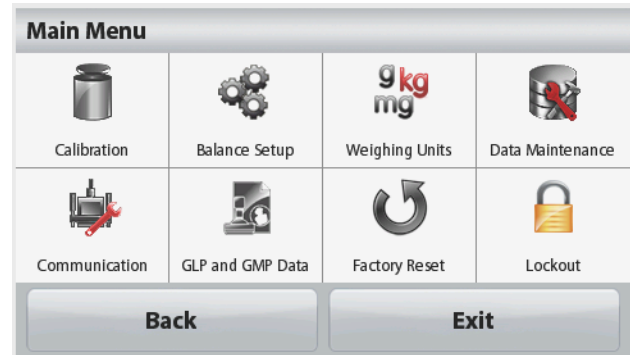 Main Menu
g kg
mg
Calibration
Balance Setup
Weighing Units
Data Maintenance
Communication
GLP and GMP Data
Factory Reset
Lockout
Back
Exit